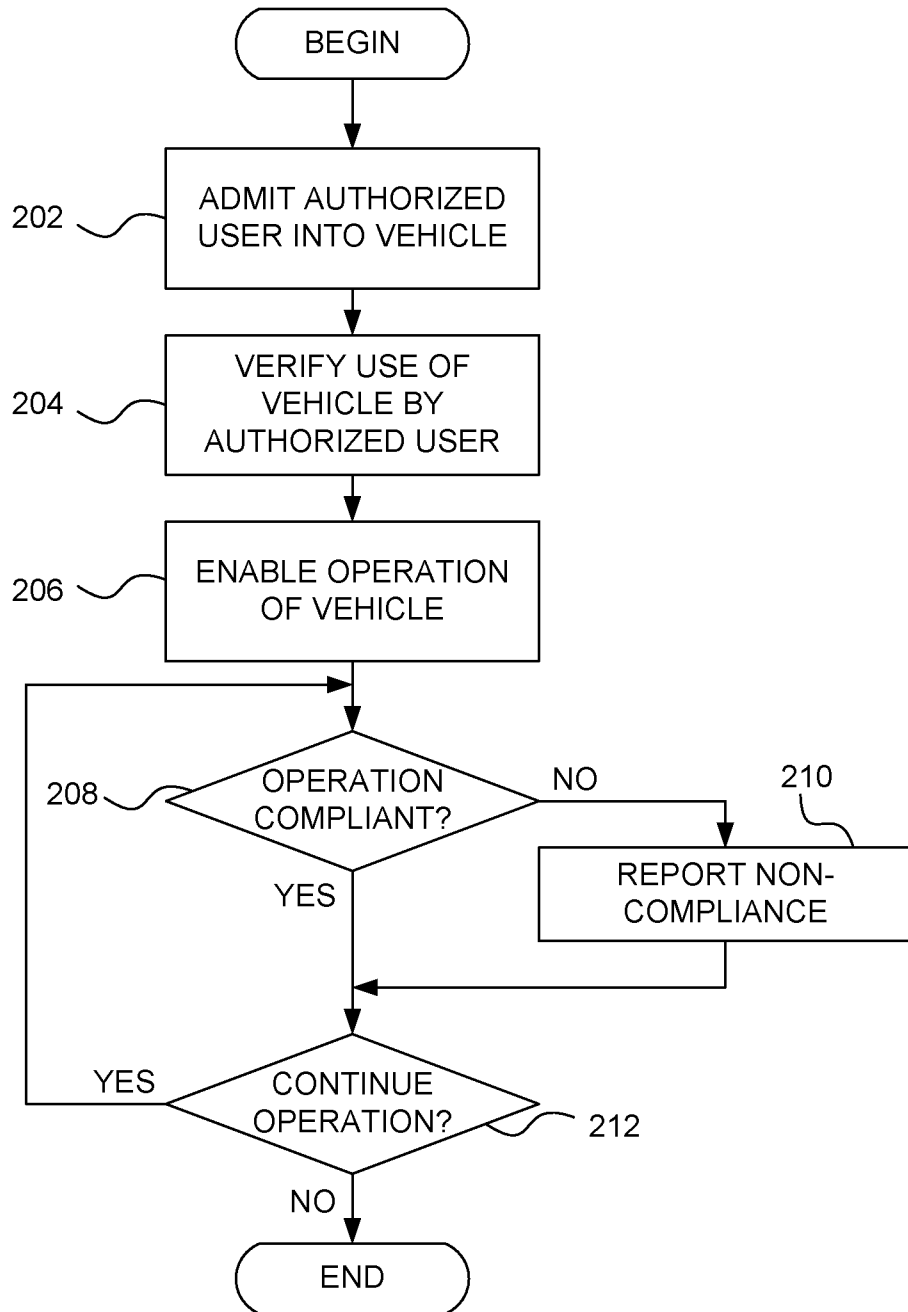 BEGIN
202
ADMIT AUTHORIZED
USER INTO VEHICLE
204
VERIFY USE OF
VEHICLE BY
AUTHORIZED USER
206
ENABLE OPERATION
OF VEHICLE
208
OPERATION
COMPLIANT?
NO
210
REPORT NON-
COMPLIANCE
YES
YES
CONTINUE
OPERATION?
212
NO
END